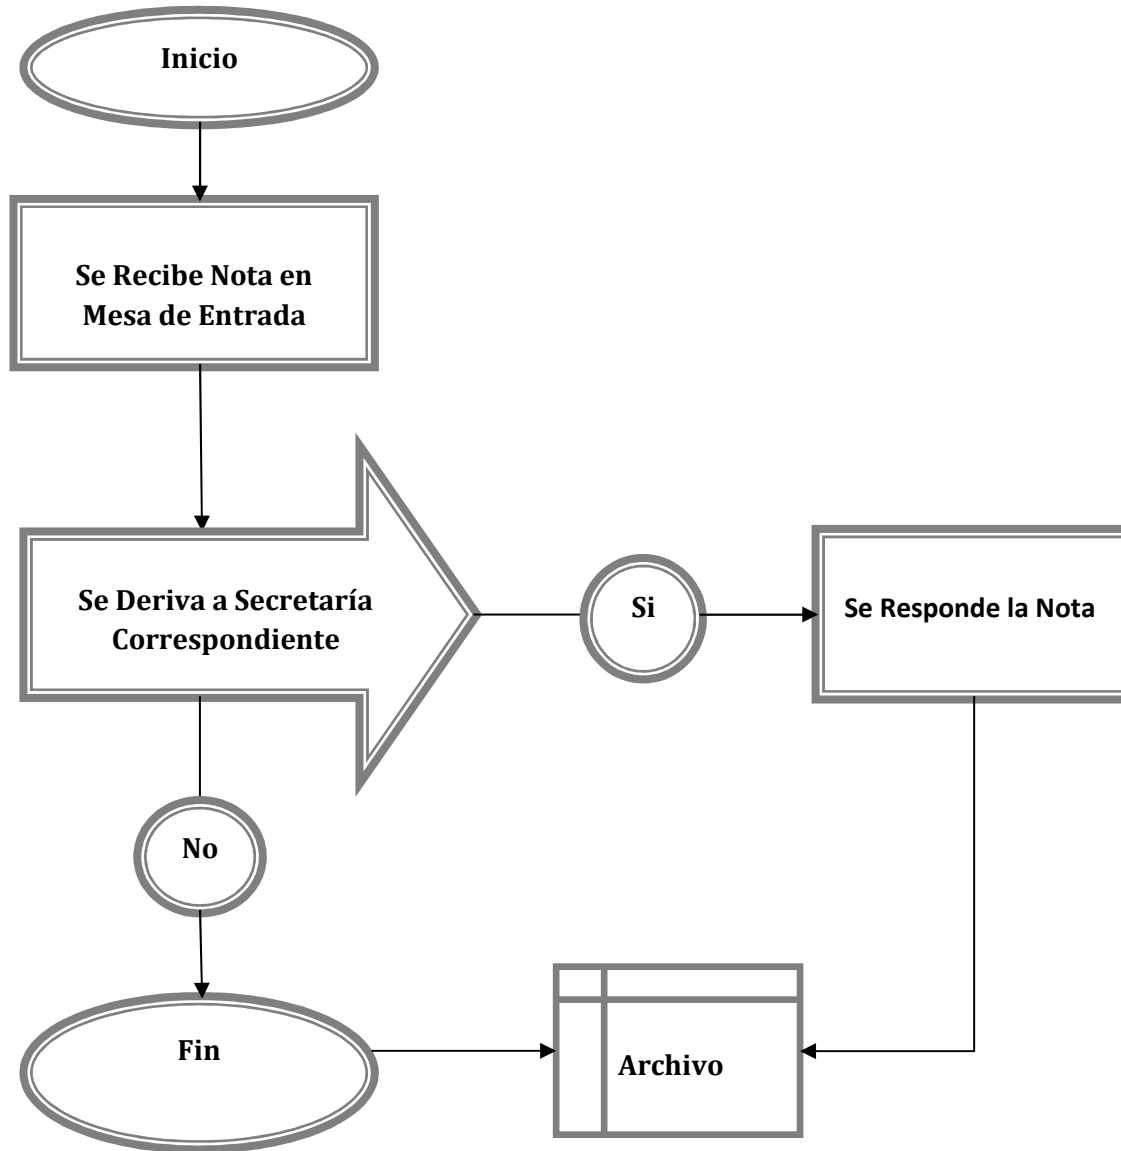 Inicio
Se Recibe Nota en
Mesa de Entrada
Se Deriva a Secretaría
Correspondiente
Si
Se Responde la Nota
No
Fin
Archivo